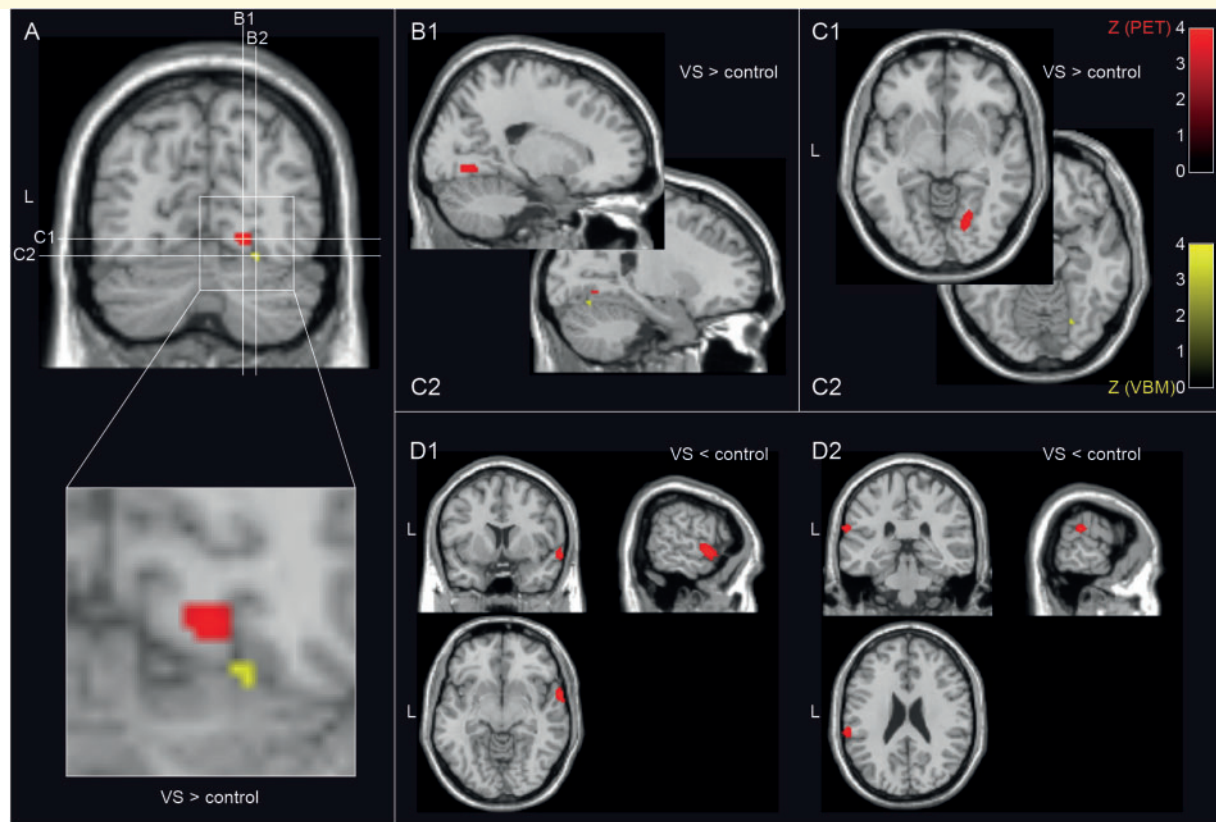 A
B1
B2
L
C1
C2
VS > control
B1
VS > control
C2
C1
Z (PET)
4
3
2
1
0
VS > control
L
4
3
2
1
Z (VBM)
0
C2
D1
VS < control
L
L
D2
VS < control
L
L